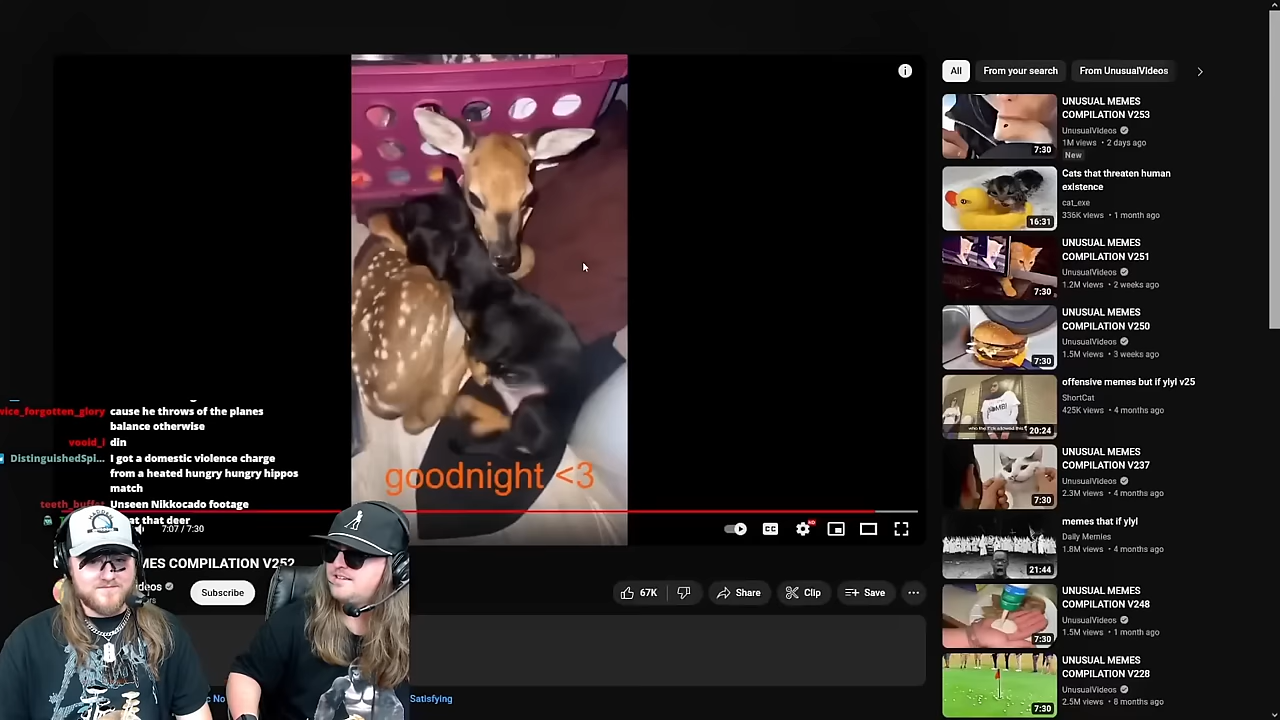 goodnight <3
vice_forgotten_glory cause he throws of the planes
balance otherwise
vooid_i din
DistinguishedSpi... I got a domestic violence charge
from a heated hungry hungry hippos
match
teeth_buffet Unseen Nikkocado footage
at that deer
7:07 / 7:30
CC
HD
MES COMPILATION V252
Subscribe
67K
Share
Clip
Save
Satisfying
All
From your search
From UnusualVideos
UNUSUAL MEMES
COMPILATION V253
UnusualVIdeos
1M views • 2 days ago
New
7:30
Cats that threaten human
existence
cat_exe
336K views • 1 month ago
16:31
UNUSUAL MEMES
COMPILATION V251
UnusualVIdeos
1.2M views • 2 weeks ago
7:30
UNUSUAL MEMES
COMPILATION V250
UnusualVIdeos
1.5M views • 3 weeks ago
7:30
offensive memes but if ylyl v25
ShortCat
425K views • 4 months ago
20:24
UNUSUAL MEMES
COMPILATION V237
UnusualVIdeos
2.3M views • 4 months ago
7:30
memes that if ylyl
Daily Memies
1.8M views • 4 months ago
21:44
UNUSUAL MEMES
COMPILATION V248
UnusualVIdeos
1.5M views • 1 month ago
7:30
UNUSUAL MEMES
COMPILATION V228
UnusualVIdeos
2.5M views • 8 months ago
7:30